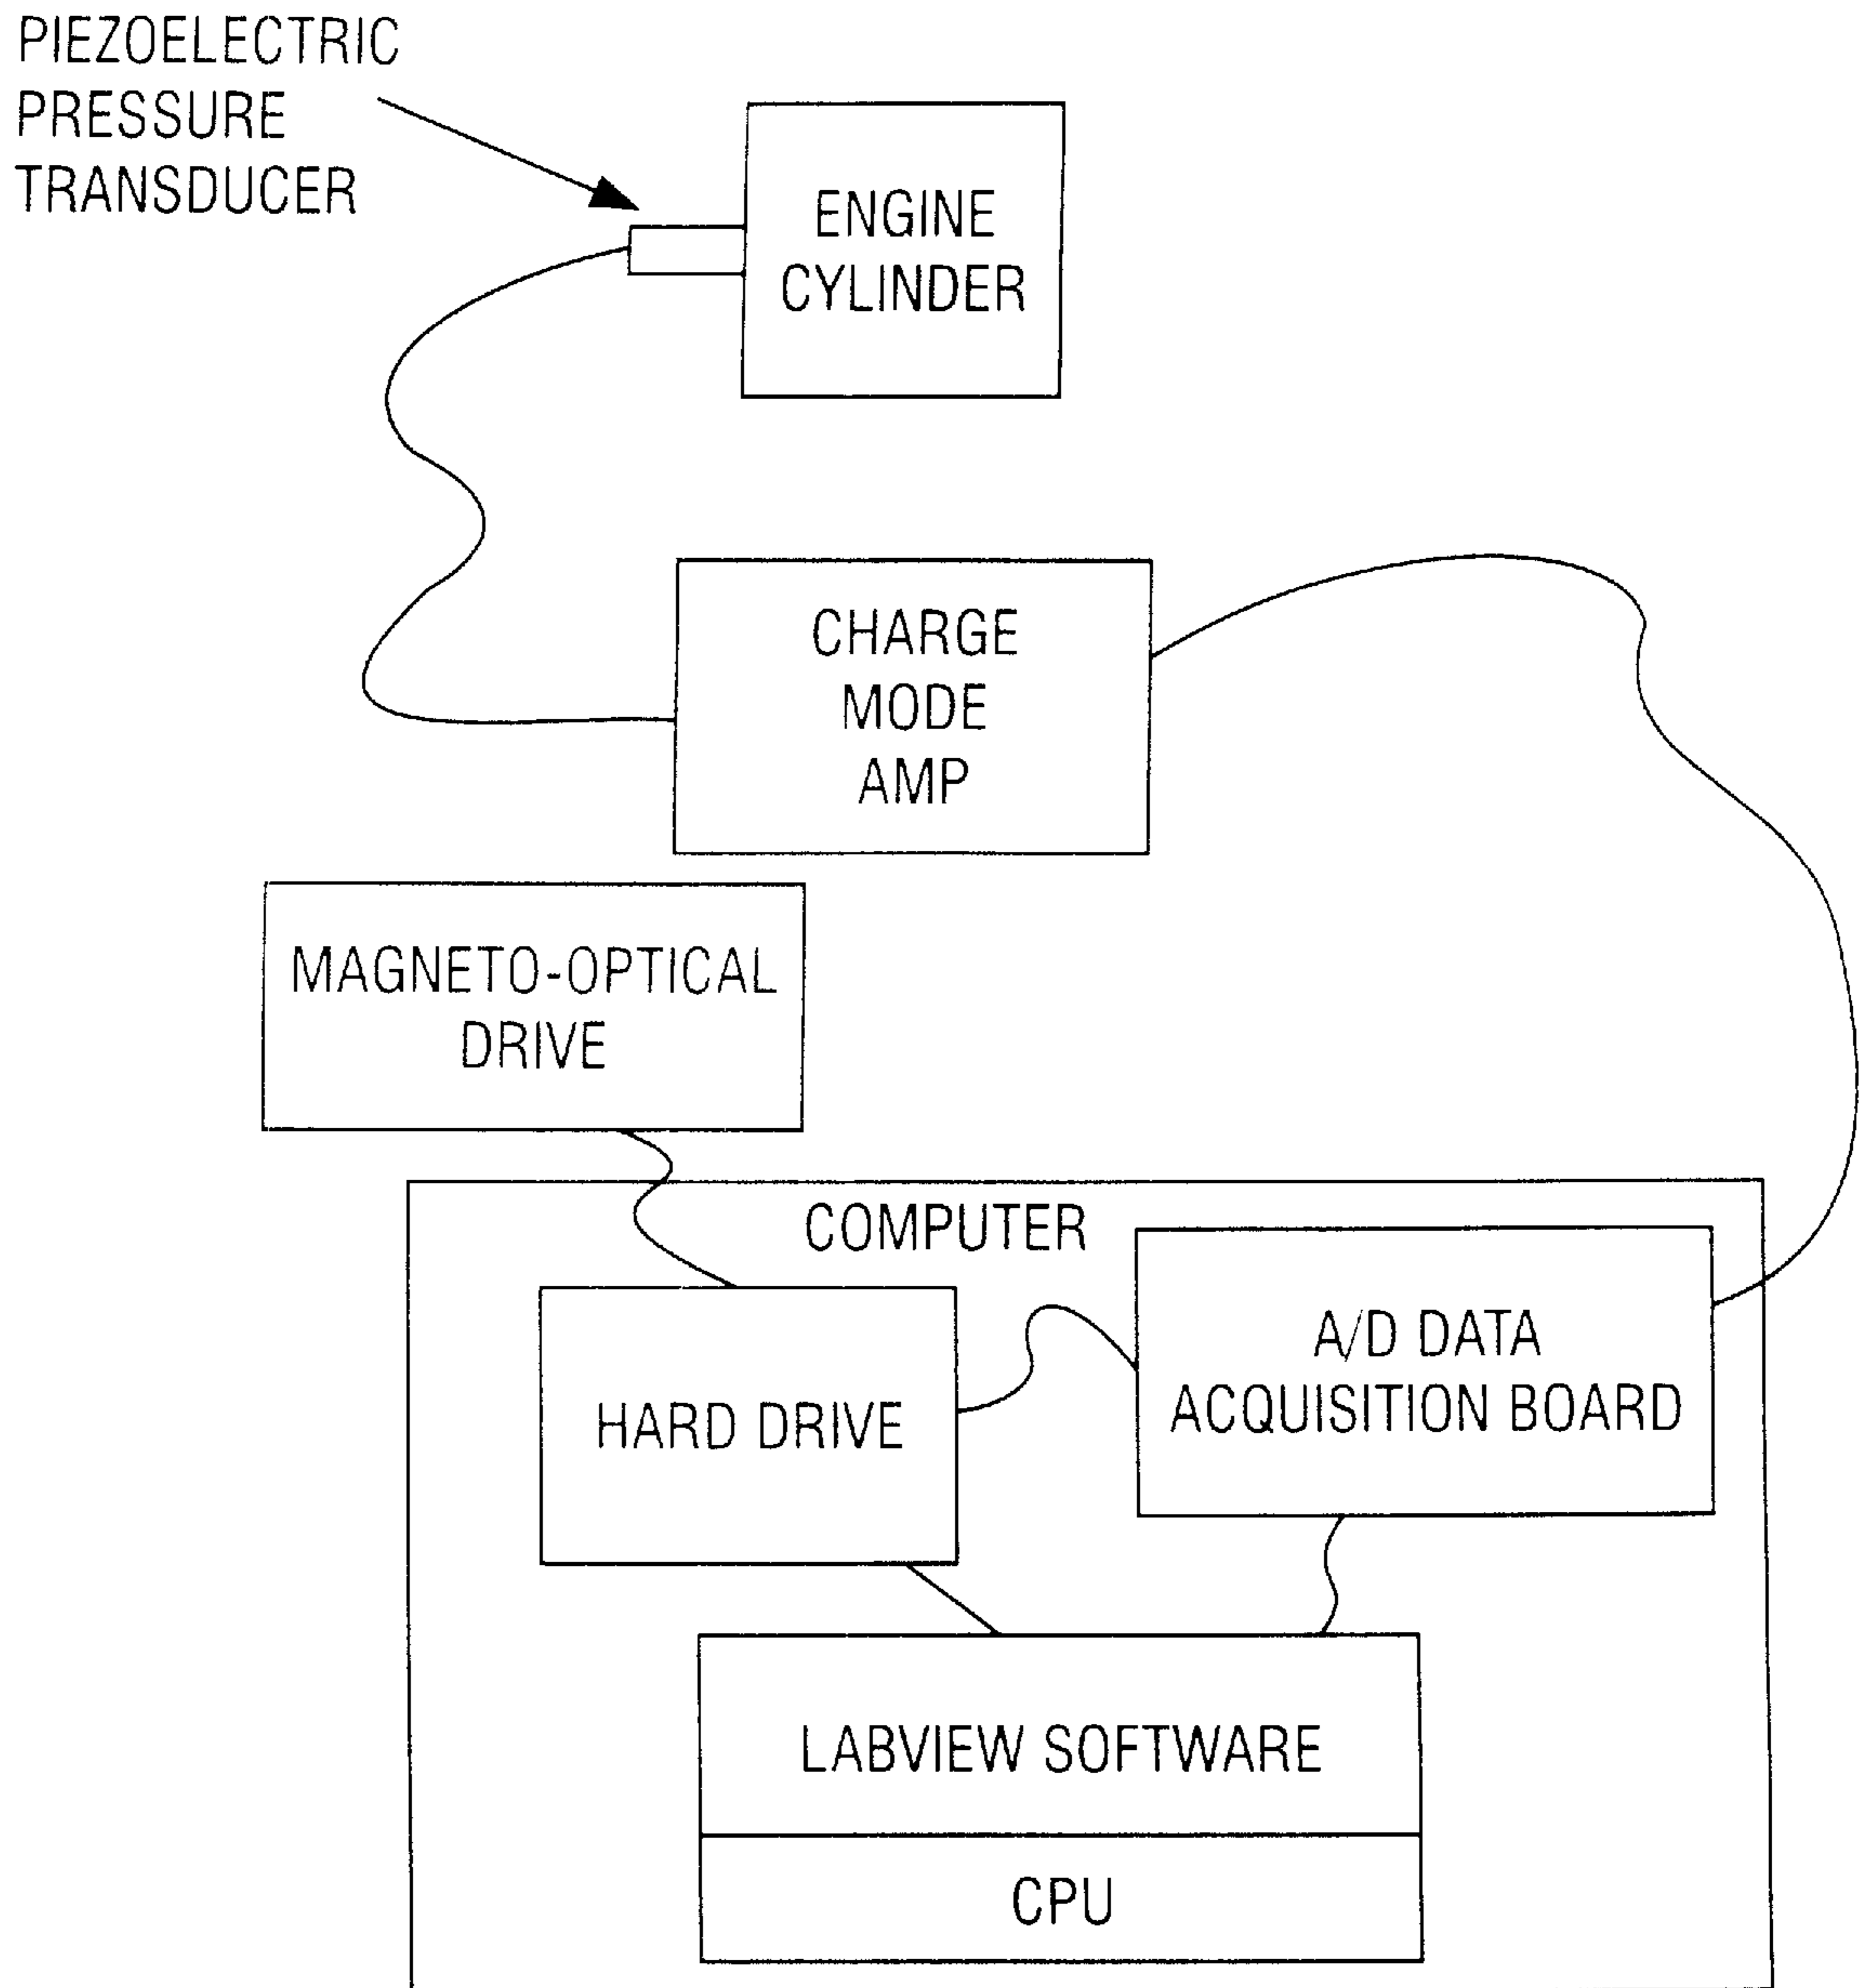 PIEZOELECTRIC
PRESSURE
TRANSDUCER
ENGINE
CYLINDER
CHARGE
MODE
AMP
MAGNETO-OPTICAL
DRIVE
COMPUTER
HARD DRIVE
A/D DATA
ACQUISITION BOARD
LABVIEW SOFTWARE
CPU